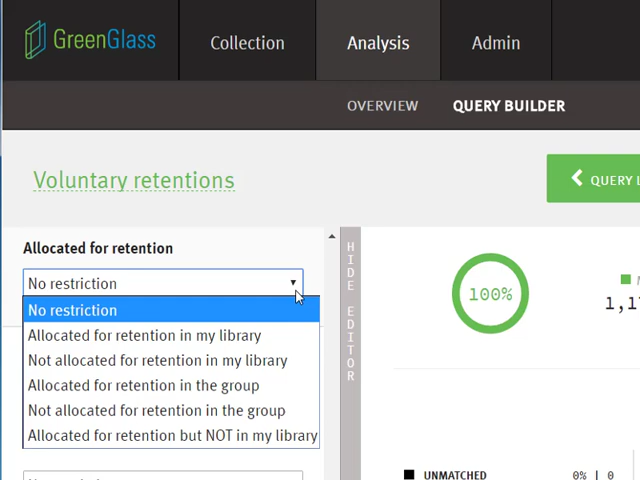 GreenGlass
Collection
Analysis
Admin
OVERVIEW
QUERY BUILDER
Voluntary retentions
QUERY
Allocated for retention
No restriction
No restriction
Allocated for retention in my library
Not allocated for retention in my library
Allocated for retention in the group
Not allocated for retention in the group
Allocated for retention but NOT in my library
HIDE EDITOR
100%
UNMATCHED
0% | 0